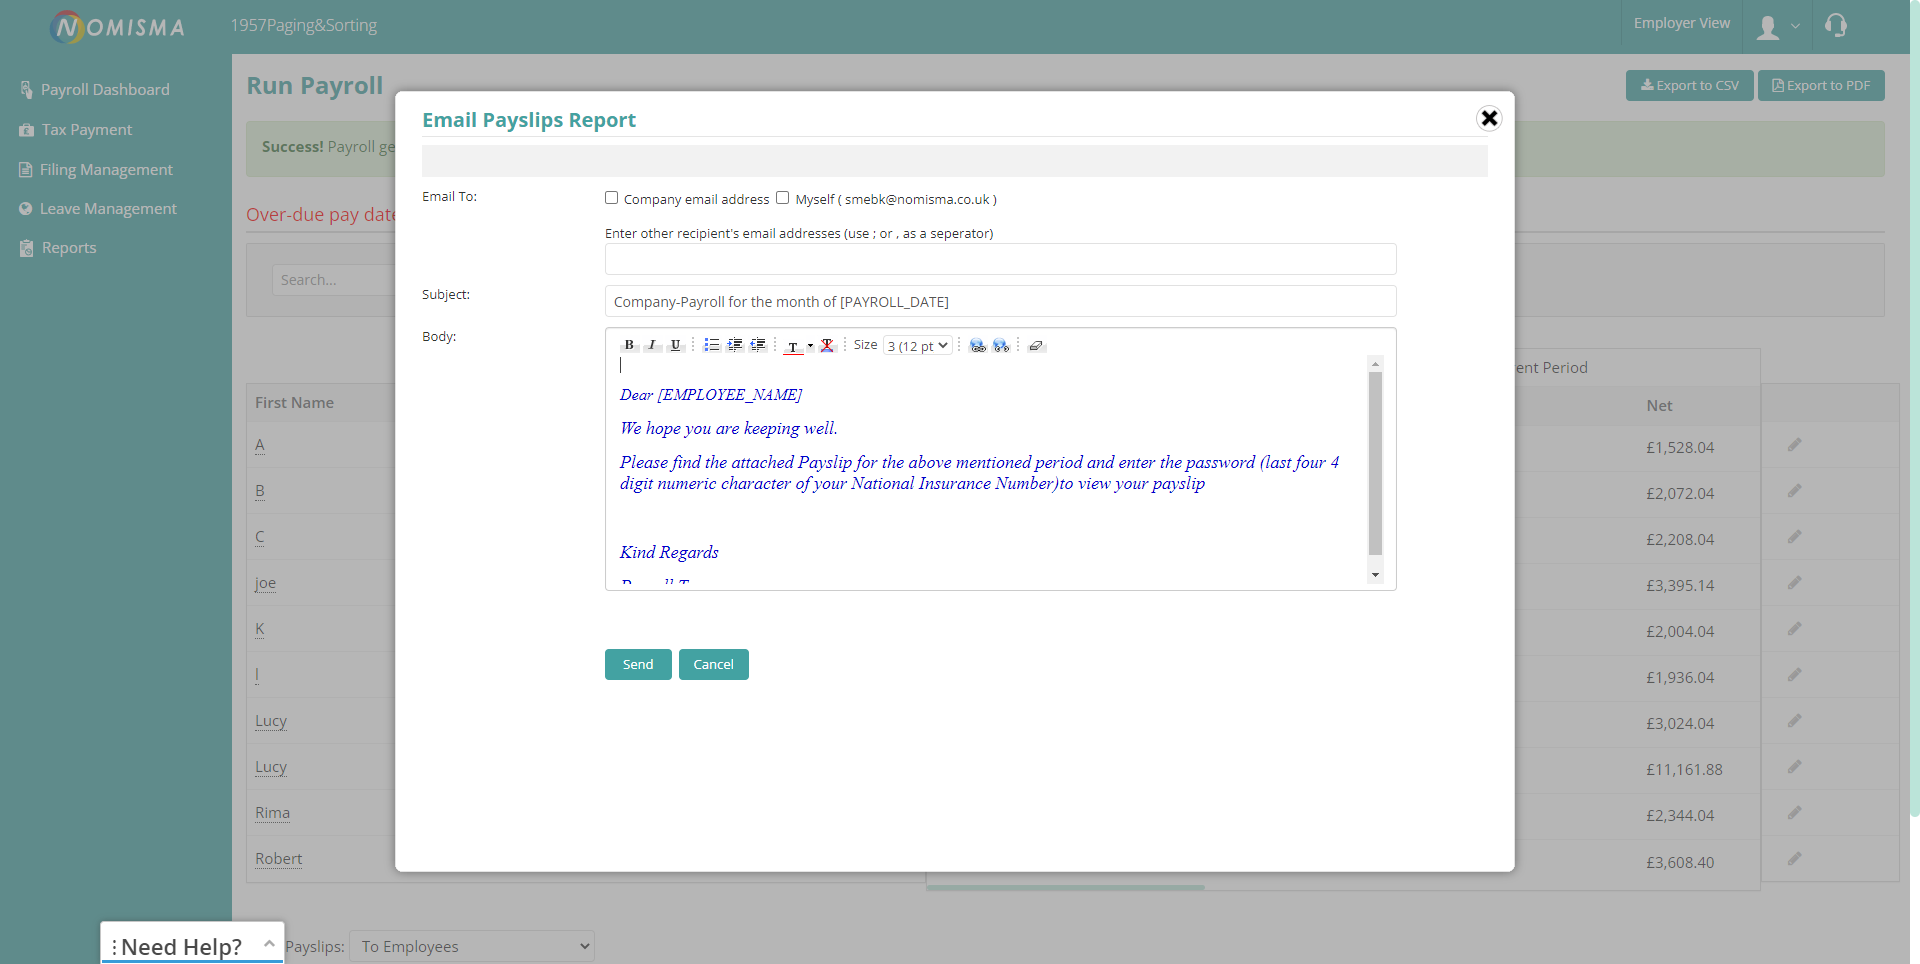 NOMISMA
1957Paging&Sorting
Employer View
Payroll Dashboard
Tax Payment
Filing Management
Leave Management
Reports
Run Payroll
Export to CSV
Export to PDF
Success! Payroll ge
Over-due pay date
Search...
Email Payslips Report
Email To:
Company email address
Myself ( smebk@nomisma.co.uk )
Enter other recipient's email addresses (use ; or , as a seperator)
Subject:
Company-Payroll for the month of [PAYROLL_DATE]
Body:
B I U T T Size 3 (12 pt
Dear [EMPLOYEE_NAME]
We hope you are keeping well.
Please find the attached Payslip for the above mentioned period and enter the password (last four 4
digit numeric character of your National Insurance Number)to view your payslip
Kind Regards
Send
Cancel
ent Period
First Name
Net
A
£1,528.04
B
£2,072.04
C
£2,208.04
joe
£3,395.14
K
£2,004.04
l
£1,936.04
Lucy
£3,024.04
Lucy
£11,161.88
Rima
£2,344.04
Robert
£3,608.40
Need Help?
Payslips:
To Employees